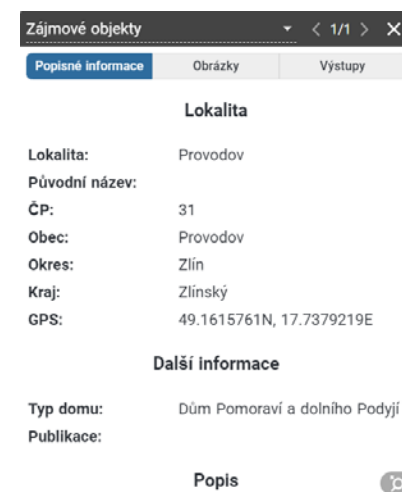 Zájmové objekty 1/1
Popisné informace Obrázky Výstupy
Lokalita
Lokalita: Provodov
Původní název:
ČP: 31
Obec: Provodov
Okres: Zlín
Kraj: Zlínský
GPS: 49.1615761N, 17.7379219E
Další informace
Typ domu: Dům Pomoraví a dolního Podyjí
Publikace:
Popis